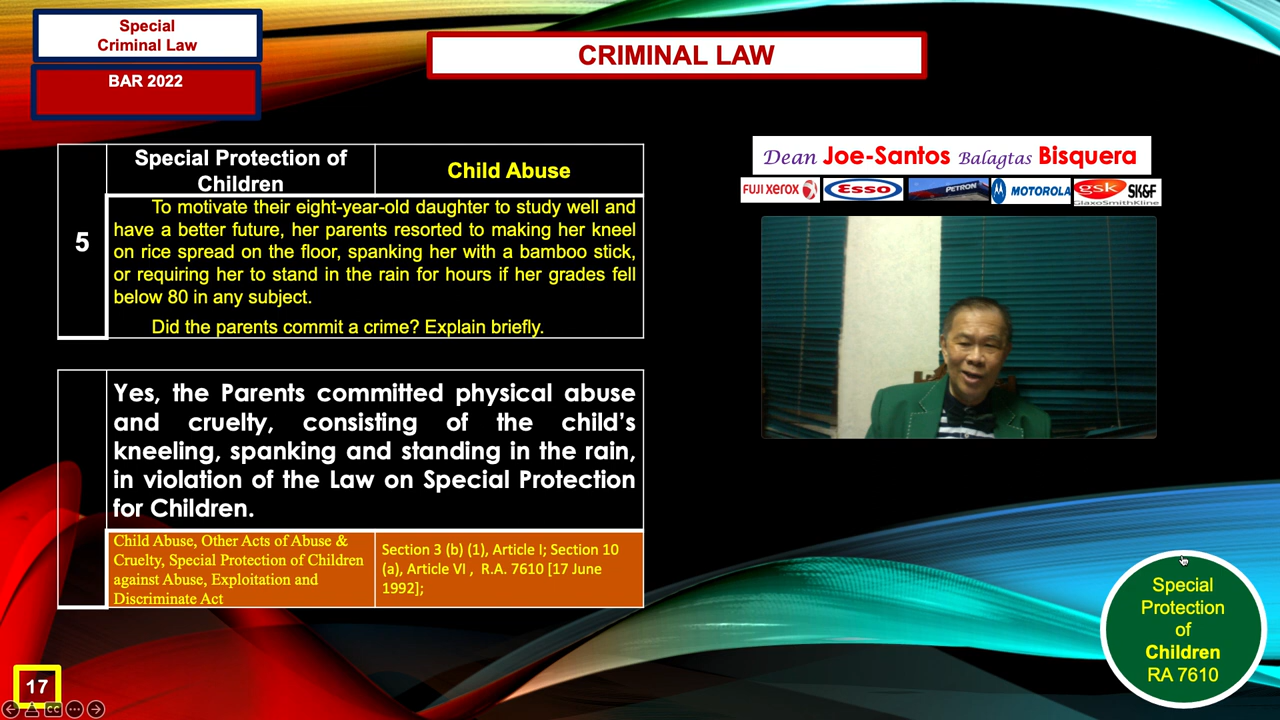 Special
Criminal Law
BAR 2022
CRIMINAL LAW
Dean Joe-Santos Balagtas Bisquera
FUJI XEROX
Esso
PETRON
MOTOROLA
gsk SK&F
GlaxoSmithKline
Special Protection of
Children
Child Abuse
5
To motivate their eight-year-old daughter to study well and
have a better future, her parents resorted to making her kneel
on rice spread on the floor, spanking her with a bamboo stick,
or requiring her to stand in the rain for hours if her grades fell
below 80 in any subject.
Did the parents commit a crime? Explain briefly.
Yes, the Parents committed physical abuse
and cruelty, consisting of the child’s
kneeling, spanking and standing in the rain,
in violation of the Law on Special Protection
for Children.
Child Abuse, Other Acts of Abuse &
Cruelty, Special Protection of Children
against Abuse, Exploitation and
Discriminate Act
Section 3 (b) (1), Article I; Section 10
(a), Article VI , R.A. 7610 [17 June
1992];
Special
Protection
of
Children
RA 7610
17
CC